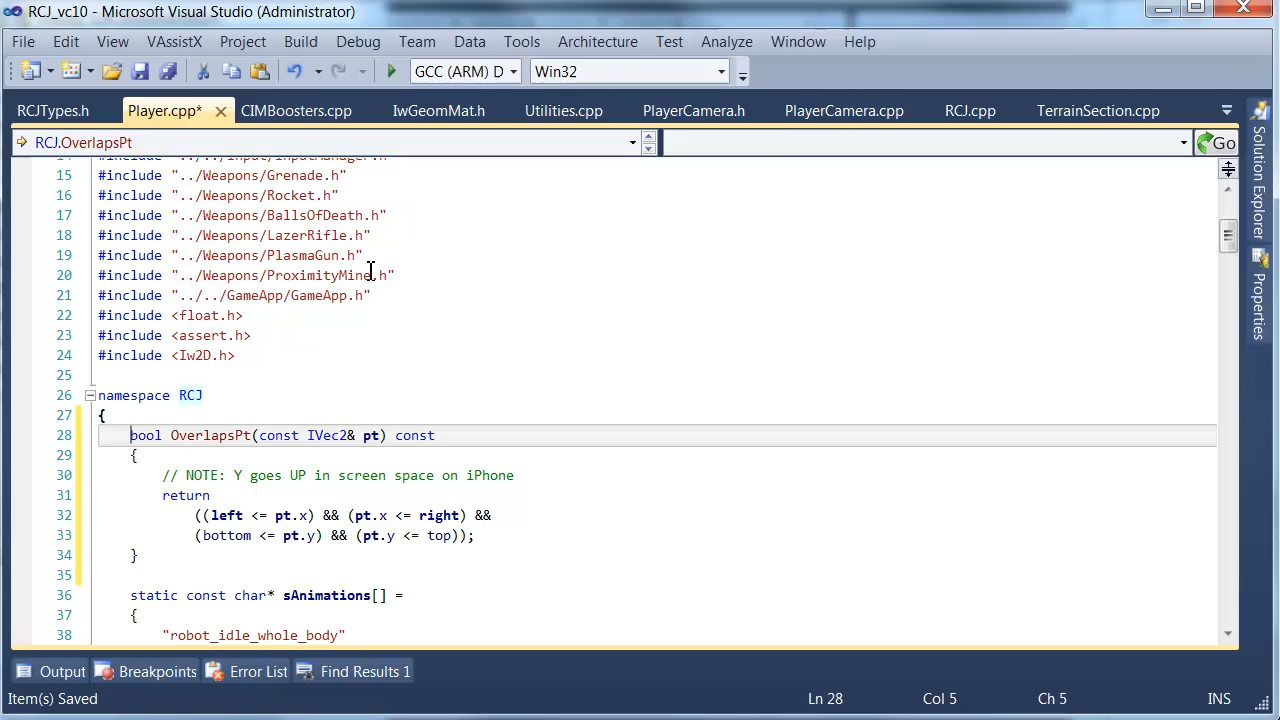 RCJ_vc10 - Microsoft Visual Studio (Administrator)
File Edit View VAssistX Project Build Debug Team Data Tools Architecture Test Analyze Window Help
GCC (ARM) D Win32
RCJTypes.h Player.cpp* CIMBoosters.cpp IwGeomMat.h Utilities.cpp PlayerCamera.h PlayerCamera.cpp RCJ.cpp TerrainSection.cpp
RCJ.OverlapsPt Go
14 #include "../../Input/InputManager.h"
15 #include "../Weapons/Grenade.h"
16 #include "../Weapons/Rocket.h"
17 #include "../Weapons/BallsOfDeath.h"
18 #include "../Weapons/LazerRifle.h"
19 #include "../Weapons/PlasmaGun.h"
20 #include "../Weapons/ProximityMine.h"
21 #include "../../GameApp/GameApp.h"
22 #include <float.h>
23 #include <assert.h>
24 #include <Iw2D.h>
25
26 namespace RCJ
27 {
28 bool OverlapsPt(const IVec2& pt) const
29 {
30 // NOTE: Y goes UP in screen space on iPhone
31 return
32 ((left <= pt.x) && (pt.x <= right) &&
33 (bottom <= pt.y) && (pt.y <= top));
34 }
35
36 static const char* sAnimations[] =
37 {
38 "robot_idle_whole_body"
Solution Explorer
Properties
Output Breakpoints Error List Find Results 1
Item(s) Saved Ln 28 Col 5 Ch 5 INS